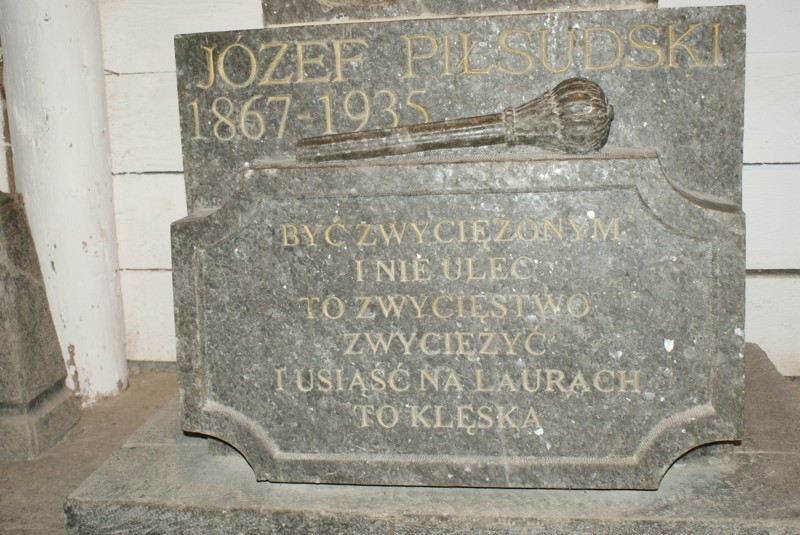 JÓZEF PIŁSUDSKI
1867-1935
BYĆ ZWYCIĘŻONYM
I NIE ULEC
TO ZWYCIĘSTWO
ZWYCIĘŻYĆ
I USIĄŚĆ NA LAURACH
TO KLĘSKA